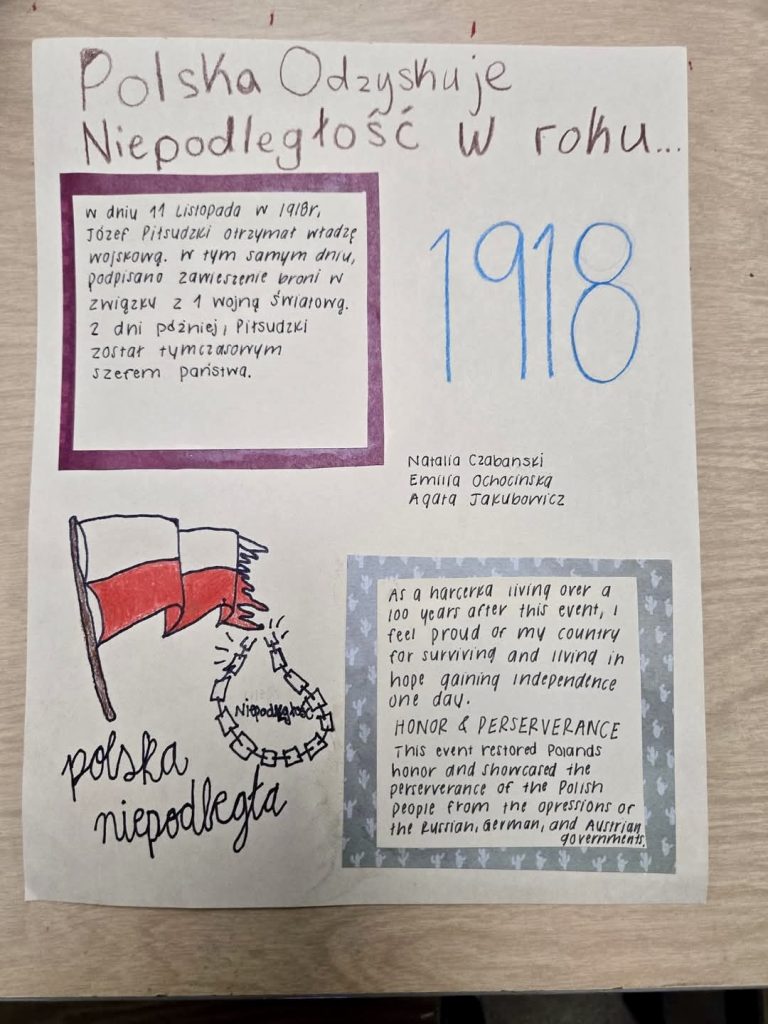 Polska Odzyskuje
Niepodległość w roku...
w dniu 11 Listopada w 1918r,
Józef Piłsudzki otrzymał władzę
wojskową. w tym samym dniu,
podpisano zawieszenie broni w
związku z 1 wojną światową.
2 dni później, Piłsudzki
został tymczasowym
szefem państwa.
1918
Natalia Czabanski
Emilia Ochocinska
Agata Jakubowicz
Niepodległość
polska
niepodległa
As a harcerka living over a
100 years after this event, I
feel proud of my country
for surviving and living in
hope gaining independence
one day.
HONOR & PERSERVERANCE
This event restored Polands
honor and showcased the
perserverance of the Polish
people from the opressions of
the Russian, German, and Austrian
governments.